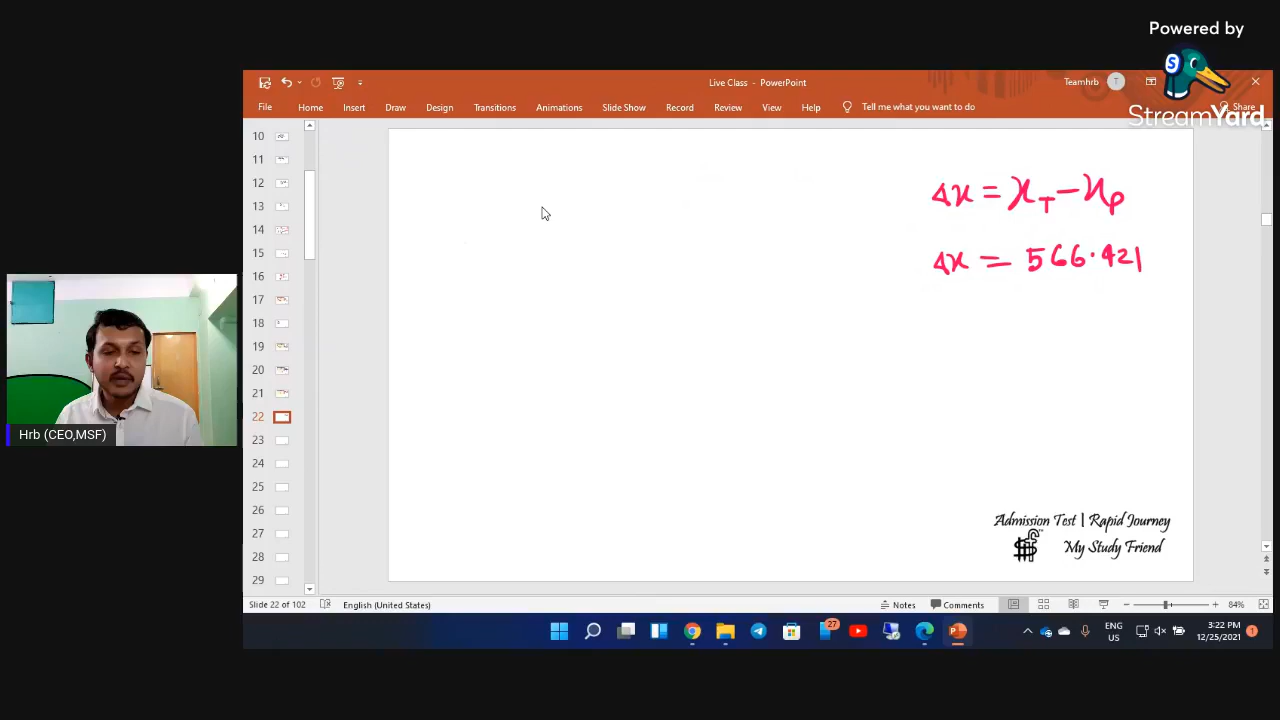 Powered by
StreamYard
Live Class - PowerPoint
Teamhrb
T
File Home Insert Draw Design Transitions Animations Slide Show Record Review View Help Tell me what you want to do
Share
10
11
12
13
14
15
16
17
18
19
20
21
22
23
24
25
26
27
28
29
Δx = x_T − x_P
Δx = 566.421
Hrb (CEO,MSF)
Admission Test | Rapid Journey
My Study Friend
Slide 22 of 102 English (United States) Notes Comments 84%
27
ENG
US
3:22 PM
12/25/2021
1